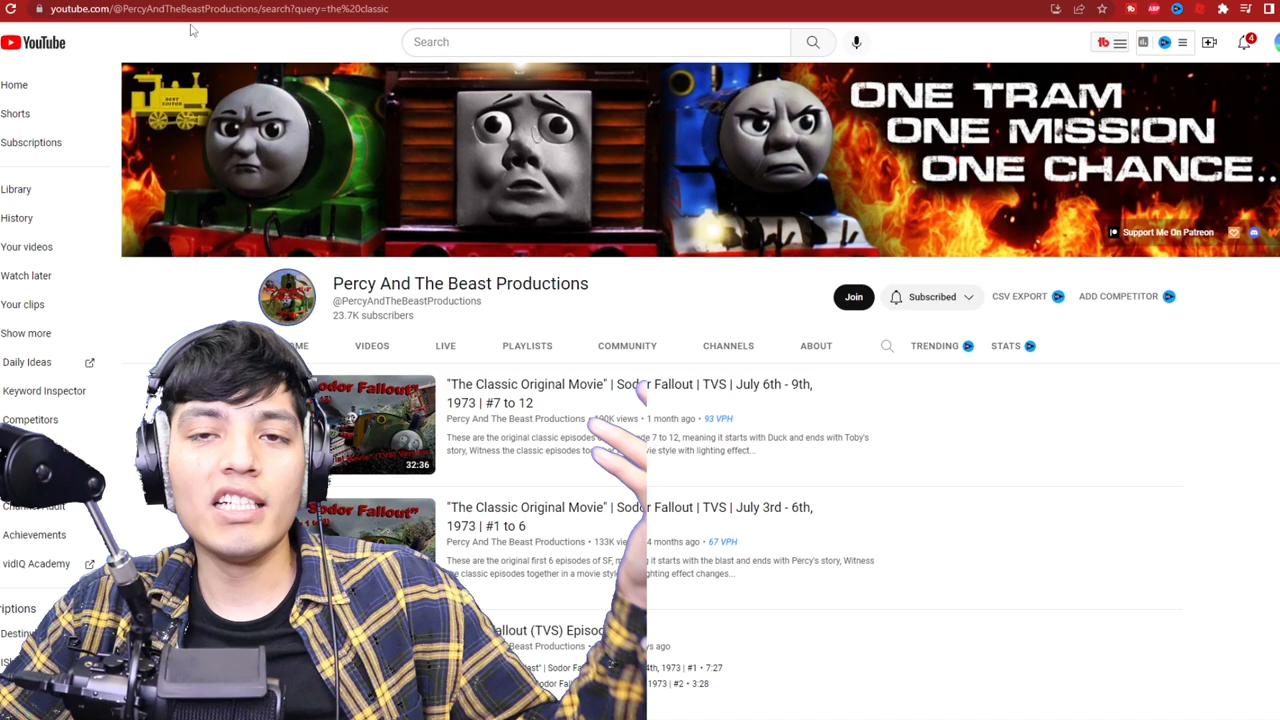 youtube.com/@PercyAndTheBeastProductions/search?query=the%20classic
YouTube
Search
4
Home
Shorts
Subscriptions
Library
History
Your videos
Watch later
Your clips
Show more
Daily Ideas
Keyword Inspector
Competitors
Achievements
vidIQ Academy
BEST
EDITOR
ONE TRAM
ONE MISSION
ONE CHANCE..
Support Me On Patreon
Percy And The Beast Productions
@PercyAndTheBeastProductions
23.7K subscribers
Join
Subscribed
CSV EXPORT
ADD COMPETITOR
VIDEOS
LIVE
PLAYLISTS
COMMUNITY
CHANNELS
ABOUT
TRENDING
STATS
"The Classic Original Movie" | Sodor Fallout | TVS | July 6th - 9th,
1973 | #7 to 12
Percy And The Beast Productions • views • 1 month ago • 93 VPH
These are the original classic episodes 7 to 12, meaning it starts with Duck and ends with Toby's
story, Witness the classic episodes style with lighting effect...
32:36
"The Classic Original Movie" | Sodor Fallout | TVS | July 3rd - 6th,
1973 | #1 to 6
Percy And The Beast Productions • 133K views 4 months ago • 67 VPH
These are the original first 6 episodes of SF, it starts with the blast and ends with Percy's story, Witness
the classic episodes together in a movie lighting effect changes...
(TVS)
Beast Productions ago
1973 | #1 • 7:27
1973 | #2 • 3:28